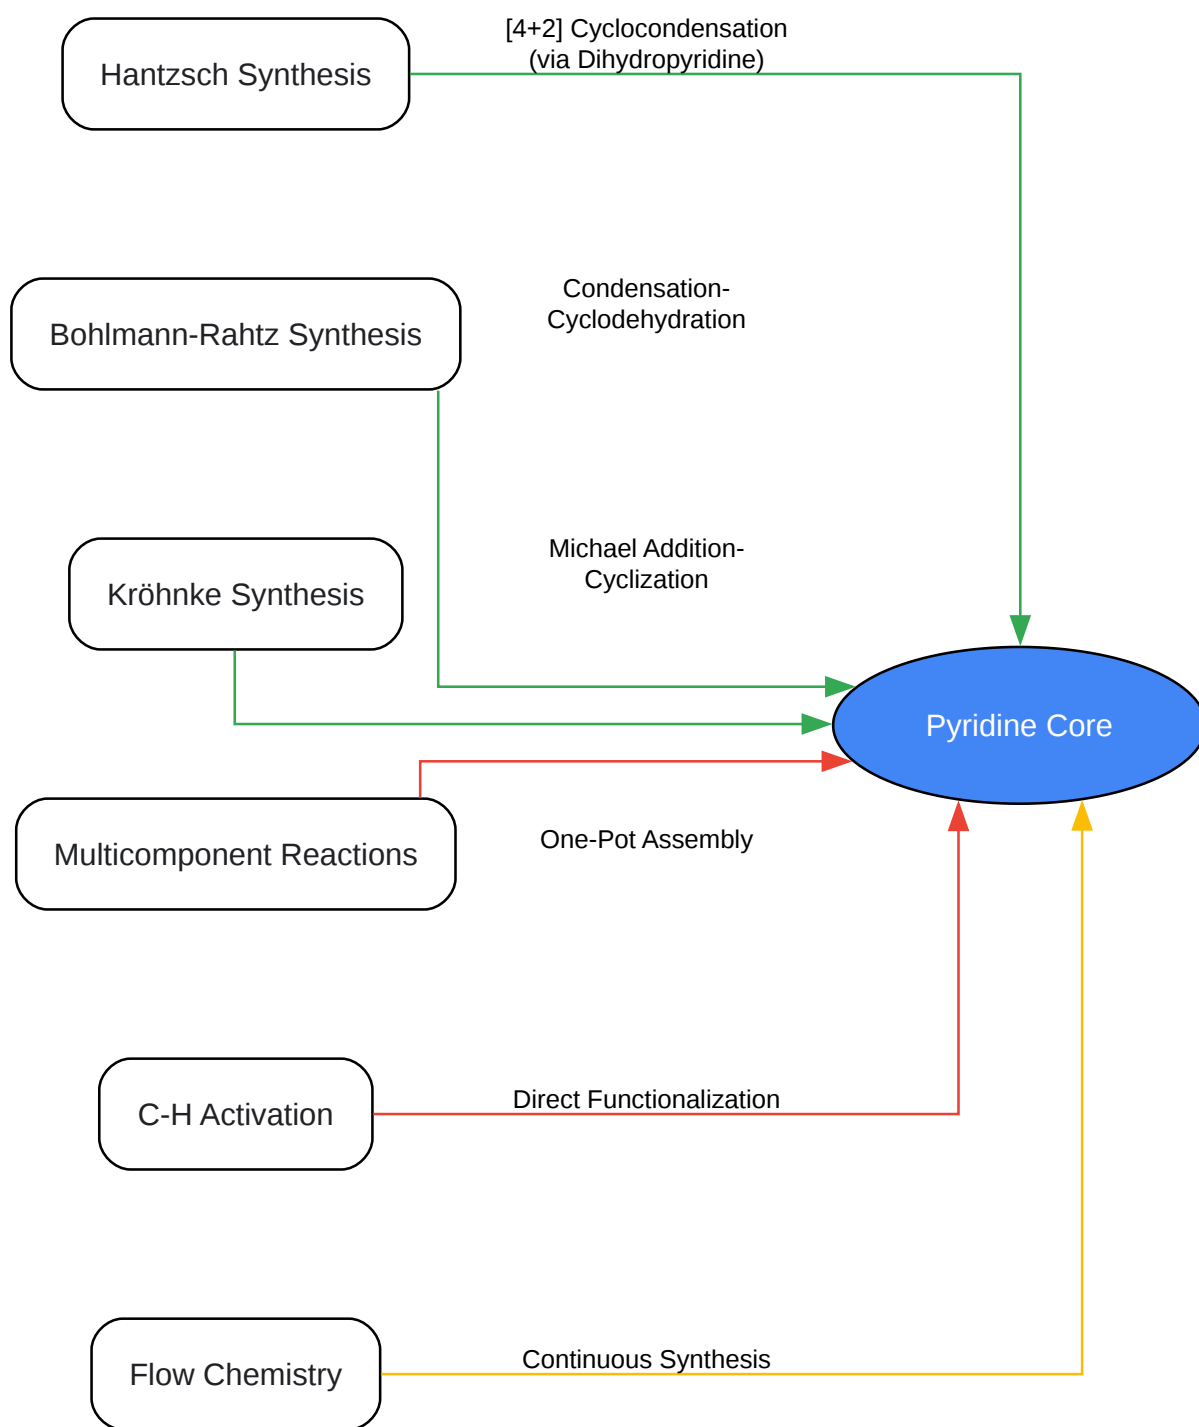 [4+2] Cyclocondensation
(via Dihydropyridine)
Hantzsch Synthesis
Condensation-
Cyclodehydration
Bohlmann-Rahtz Synthesis
Michael Addition-
Cyclization
Kröhnke Synthesis
Pyridine Core
One-Pot Assembly
Multicomponent Reactions
Direct Functionalization
C-H Activation
Continuous Synthesis
Flow Chemistry